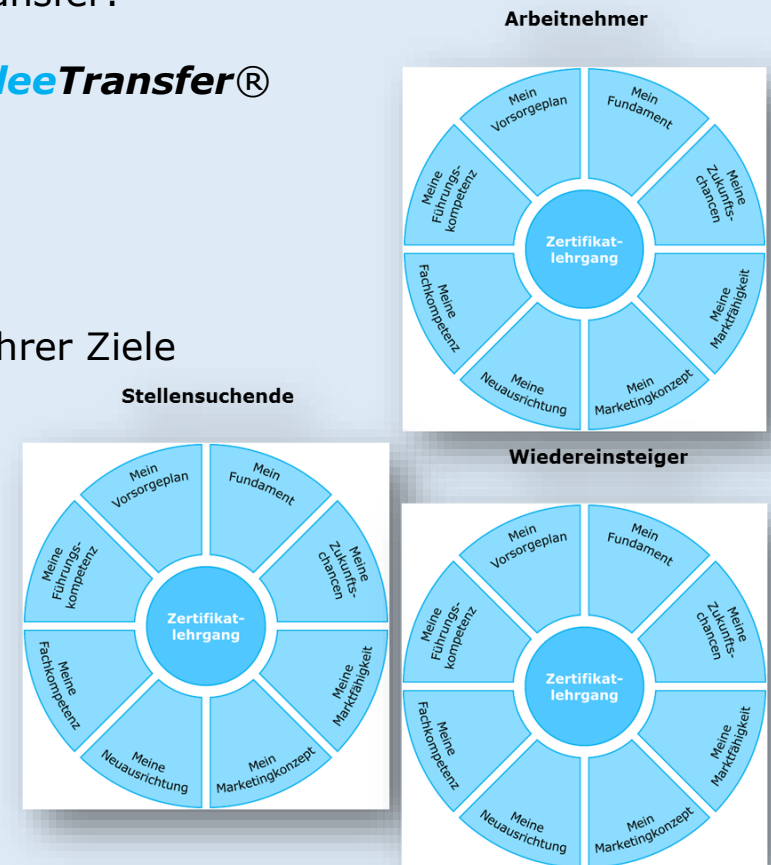 ansfer?
Arbeitnehmer
leeTransfer®
Mein
Vorsorgeplan
Mein
Fundament
Meine
Zukunfts-
chancen
Meine
Marktfähigkeit
Mein
Marketingkonzept
Meine
Neuausrichtung
Meine
Fachkompetenz
Meine
Führungs-
kompetenz
Zertifikat-
lehrgang
hrer Ziele
Stellensuchende
Mein
Vorsorgeplan
Mein
Fundament
Meine
Zukunfts-
chancen
Meine
Marktfähigkeit
Mein
Marketingkonzept
Meine
Neuausrichtung
Meine
Fachkompetenz
Meine
Führungs-
kompetenz
Zertifikat-
lehrgang
Wiedereinsteiger
Mein
Vorsorgeplan
Mein
Fundament
Meine
Zukunfts-
chancen
Meine
Marktfähigkeit
Mein
Marketingkonzept
Meine
Neuausrichtung
Meine
Fachkompetenz
Meine
Führungs-
kompetenz
Zertifikat-
lehrgang